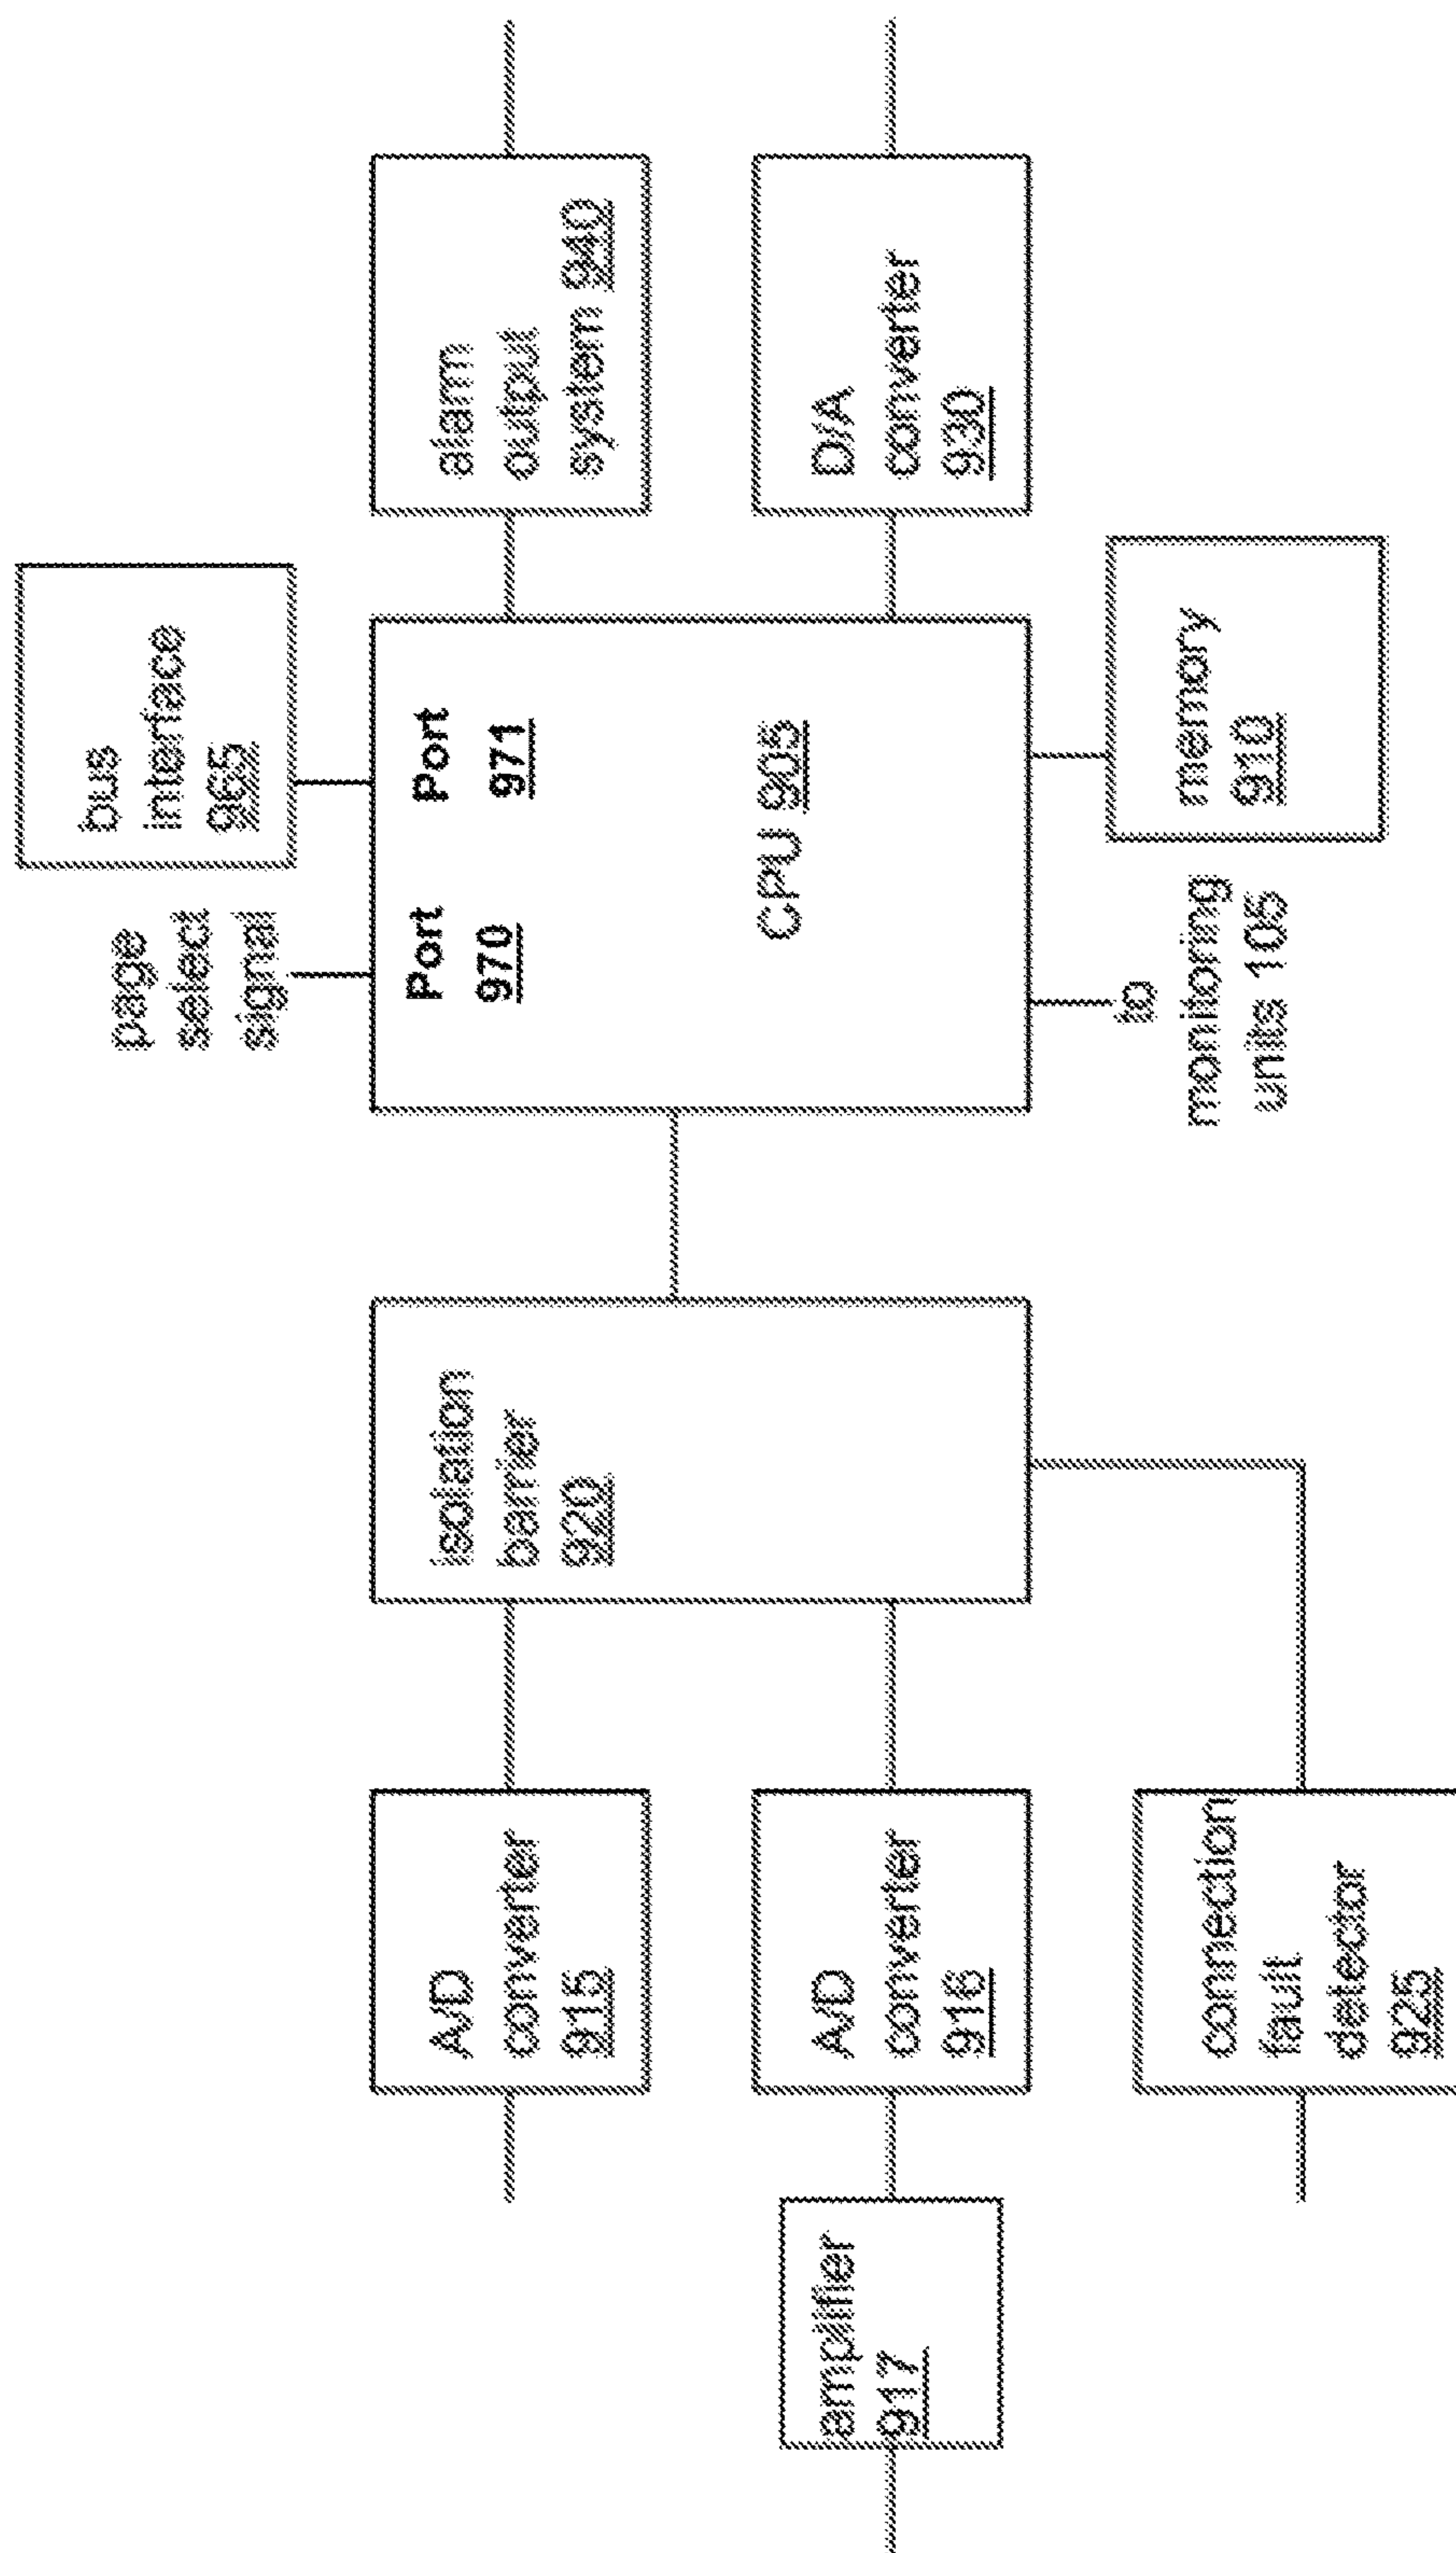 amplifier
917
A/D
converter
915
A/D
converter
916
connection
fault
detector
925
isolation
barrier
920
page
select
signal
bus
interface
965
Port
970
Port
971
CPU 905
to
monitoring
units 105
memory
910
alarm
output
system 940
D/A
converter
930